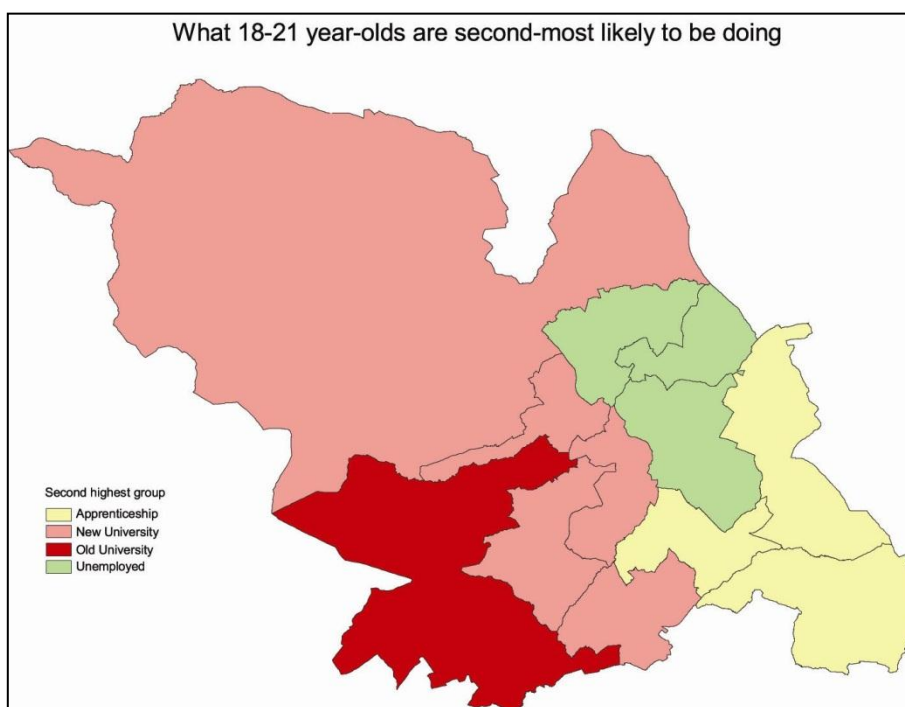 What 18-21 year-olds are second-most likely to be doing
Second highest group
Apprenticeship
New University
Old University
Unemployed